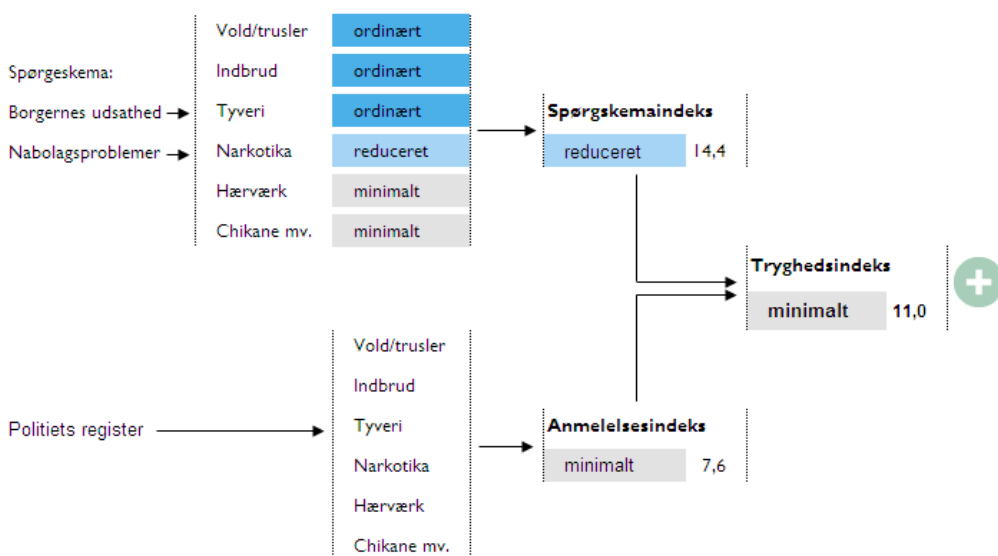 Vold/trusler ordinært
Spørgeskema:
Indbrud ordinært
Borgernes udsathed
Tyveri ordinært
Nabolagsproblemer
Narkotika reduceret
Hærværk minimalt
Chikane mv. minimalt
Spørgskemaindeks
reduceret 14,4
Tryghedsindeks
minimalt 11,0
Politiets register
Vold/trusler
Indbrud
Tyveri
Narkotika
Hærværk
Chikane mv.
Anmelelsesindeks
minimalt 7,6